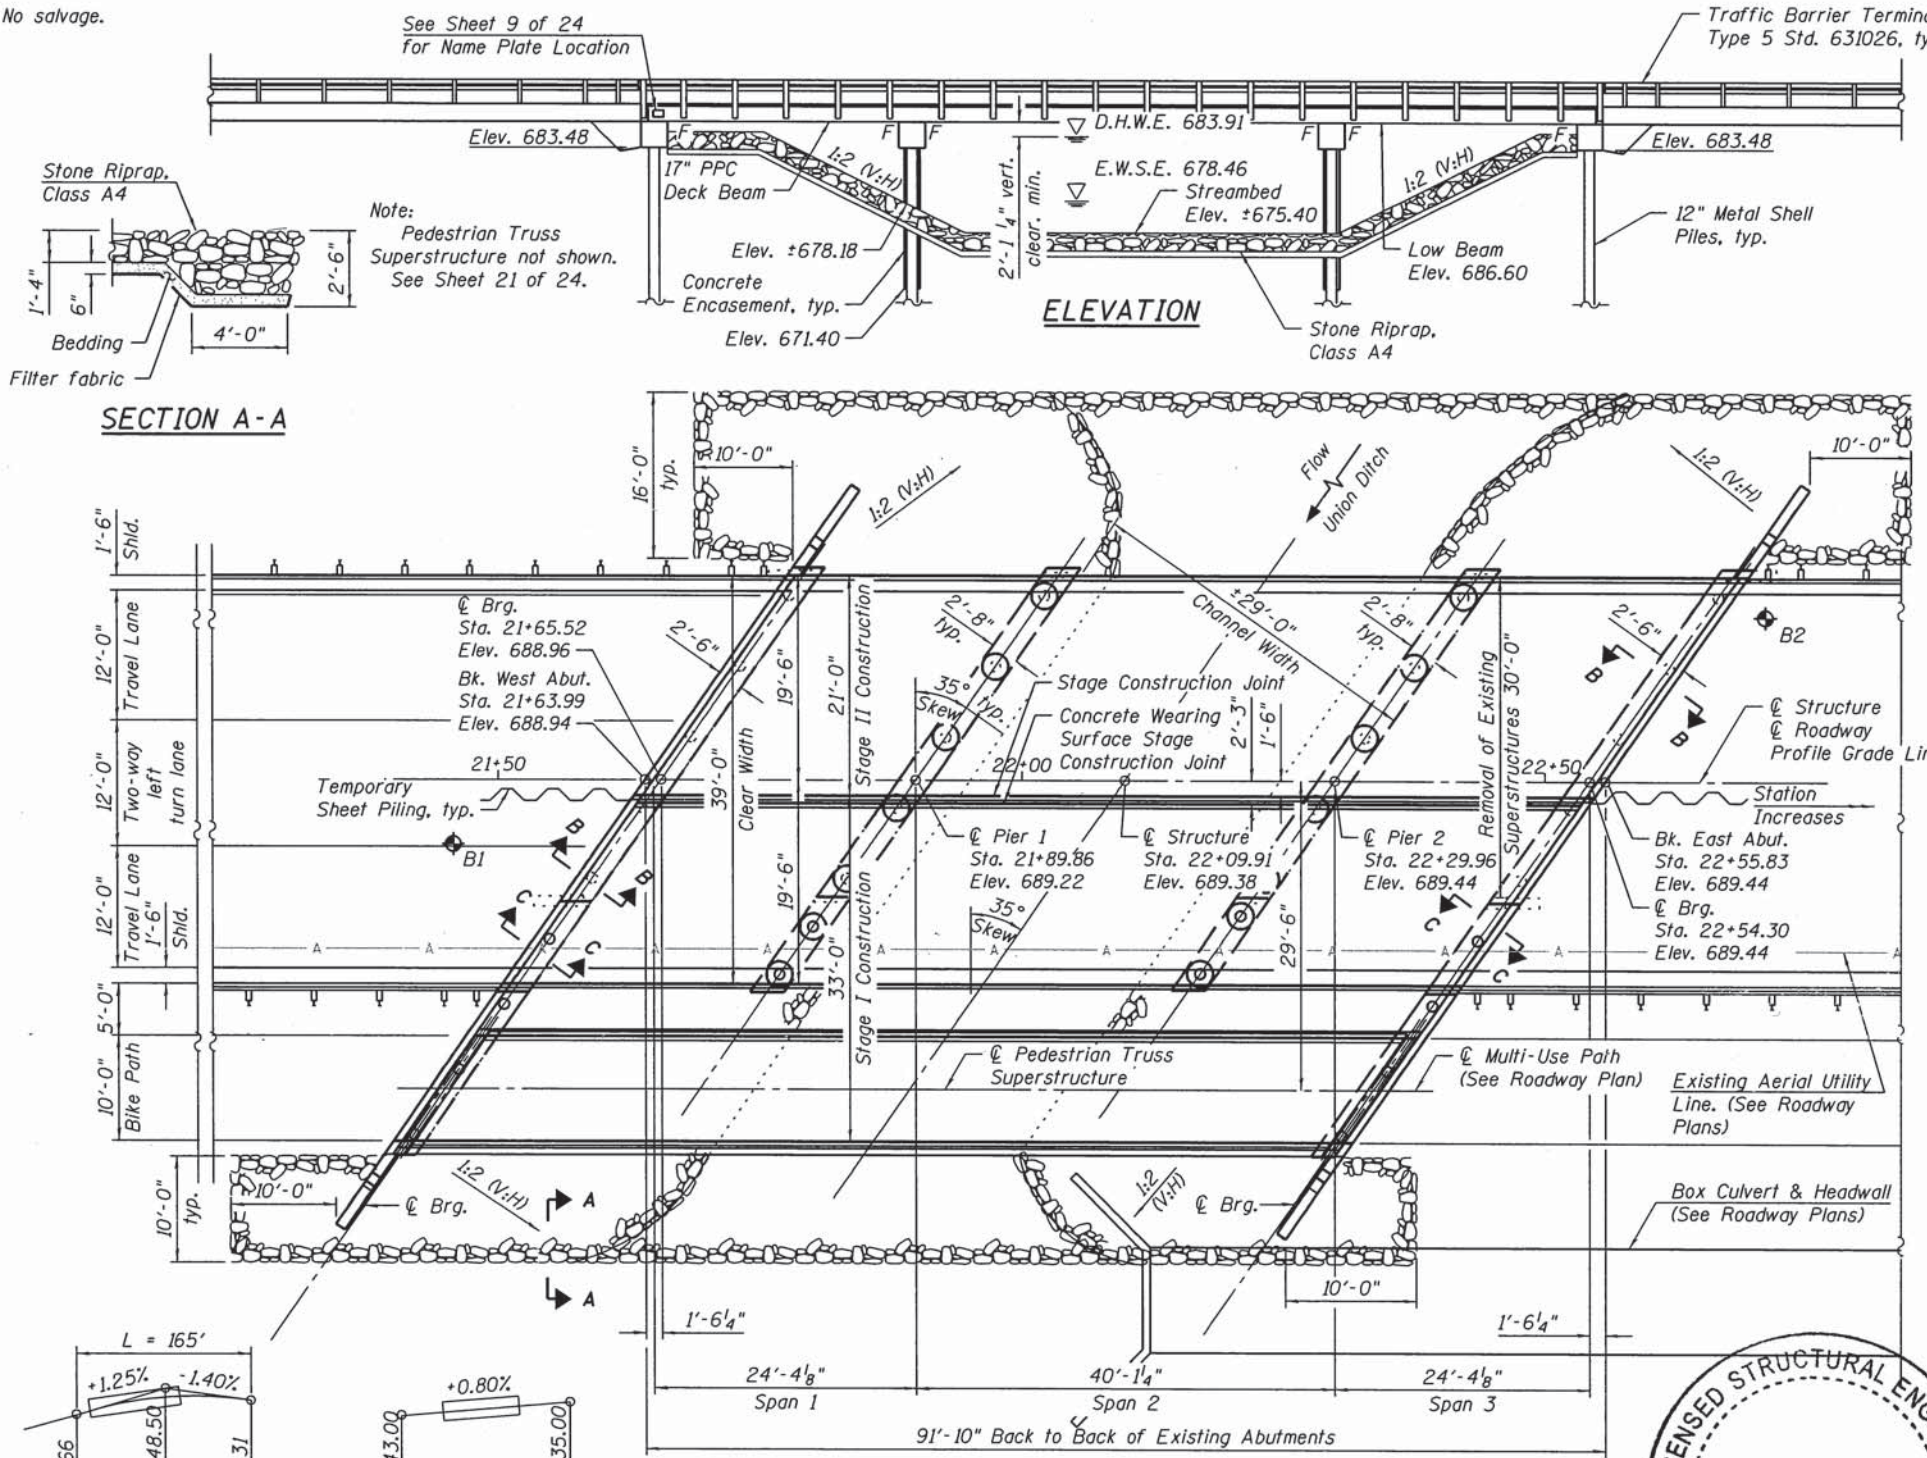 No salvage.
See Sheet 9 of 24
for Name Plate Location
Traffic Barrier
Type 5 Std. 631026,
Elev. 683.48
F
F
F
D.H.W.E. 683.91
F
F
F
Elev. 683.48
17" PPC
Deck Beam
1:2 (V:H)
2'-1 1/4" vert.
clear. min.
E.W.S.E. 678.46
Streambed
Elev. ±675.40
1:2 (V:H)
12" Metal Shell
Piles, typ.
Stone Riprap,
Class A4
Note:
Pedestrian Truss
Superstructure not shown.
See Sheet 21 of 24.
Elev. ±678.18
Concrete
Encasement, typ.
Elev. 671.40
Low Beam
Elev. 686.60
ELEVATION
Stone Riprap,
Class A4
1'-4"
6"
2'-6"
4'-0"
Bedding
Filter fabric
SECTION A-A
16'-0"
typ.
10'-0"
1:2 (V:H)
Flow
Union Ditch
1:2 (V:H)
10'-0"
1'-6"
Shld.
12'-0"
Travel Lane
12'-0"
Two-way
left
turn lane
12'-0"
Travel Lane
1'-6"
Shld.
5'-0"
10'-0"
Bike Path
10'-0"
typ.
℄ Brg.
Sta. 21+65.52
Elev. 688.96
Bk. West Abut.
Sta. 21+63.99
Elev. 688.94
2'-6"
39'-0"
Clear Width
19'-6"
19'-6"
21'-0"
Stage II Construction
33'-0"
Stage I Construction
2'-8"
typ.
35°
Skew
typ.
±29'-0"
Channel Width
2'-8"
typ.
Stage Construction Joint
Concrete Wearing
Surface Stage
Construction Joint
2'-3"
1'-6"
Removal of Existing
Superstructures 30'-0"
2'-6"
B2
B
B
℄ Structure
℄ Roadway
Profile Grade
21+50
22+00
22+50
Temporary
Sheet Piling, typ.
Station
Increases
B1
B
B
C
C
℄ Pier 1
Sta. 21+89.86
Elev. 689.22
℄ Structure
Sta. 22+09.91
Elev. 689.38
℄ Pier 2
Sta. 22+29.96
Elev. 689.44
Bk. East Abut.
Sta. 22+55.83
Elev. 689.44
℄ Brg.
Sta. 22+54.30
Elev. 689.44
35°
Skew
29'-6"
C
C
A A A A A A A A A A A A A
℄ Pedestrian Truss
Superstructure
℄ Multi-Use Path
(See Roadway Plan)
Existing Aerial Utility
Line. (See Roadway
Plans)
10'-0"
1:2 (V:H)
℄ Brg.
A
A
1:2
(V:H)
℄ Brg.
Box Culvert & Headwall
(See Roadway Plans)
10'-0"
1'-6 1/4"
1'-6 1/4"
24'-4 1/8"
Span 1
40'-1 1/4"
Span 2
24'-4 1/8"
Span 3
91'-10" Back to Back of Existing Abutments
L = 165'
+1.25%
-1.40%
66
48.50
31
+0.80%
43.00
35.00
STRUCTURAL